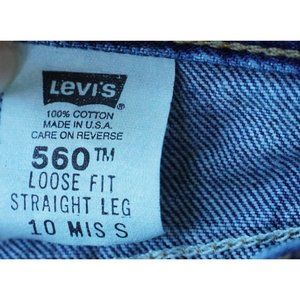 LeVI'S ®
100% COTTON
MADE IN U.S.A.
CARE ON REVERSE
560™
LOOSE FIT
STRAIGHT LEG
10 MIS S